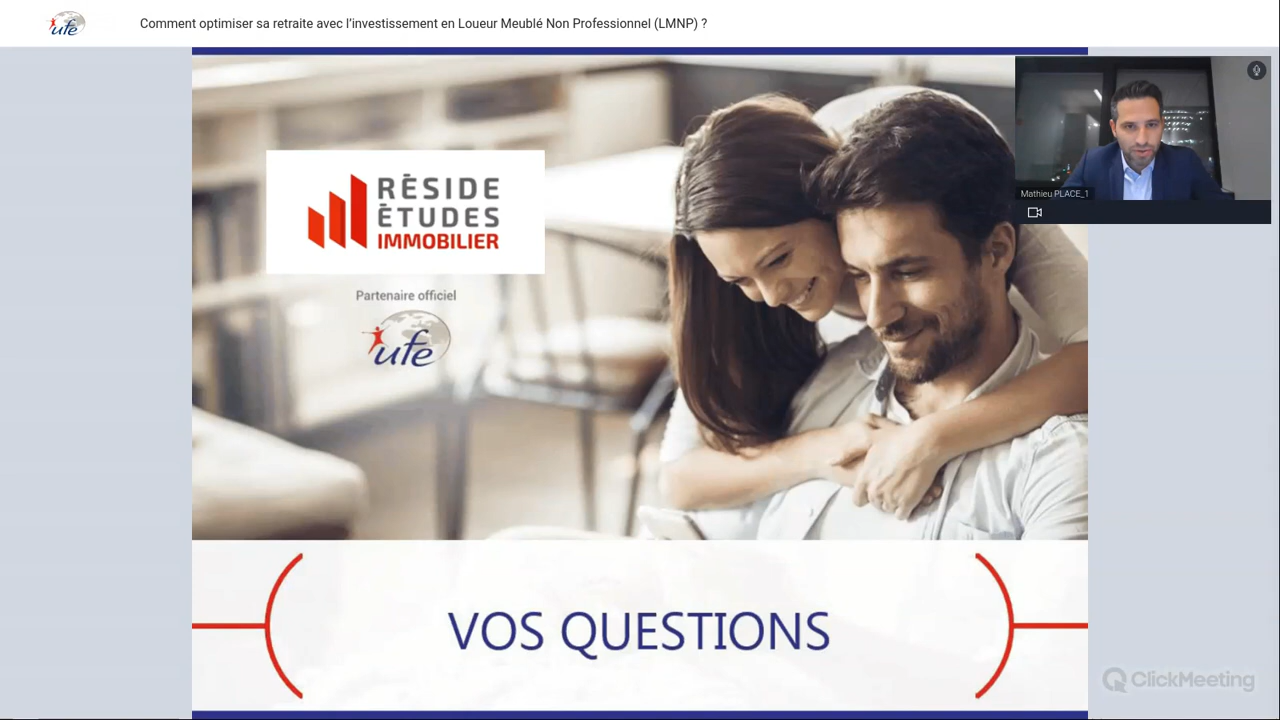 ufe
Comment optimiser sa retraite avec l’investissement en Loueur Meublé Non Professionnel (LMNP) ?
RÉSIDE
ÉTUDES
IMMOBILIER
Partenaire officiel
ufe
Mathieu PLACE_1
VOS QUESTIONS
ClickMeeting